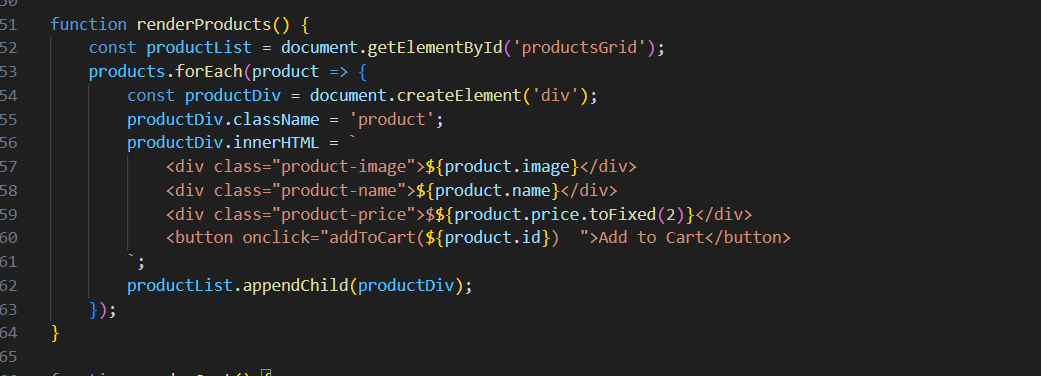 51 function renderProducts() {
52     const productList = document.getElementById('productsGrid');
53     products.forEach(product => {
54         const productDiv = document.createElement('div');
55         productDiv.className = 'product';
56         productDiv.innerHTML = `
57             <div class="product-image">${product.image}</div>
58             <div class="product-name">${product.name}</div>
59             <div class="product-price">$${product.price.toFixed(2)}</div>
60             <button onclick="addToCart(${product.id})  ">Add to Cart</button>
61         `;
62         productList.appendChild(productDiv);
63     });
64 }
65